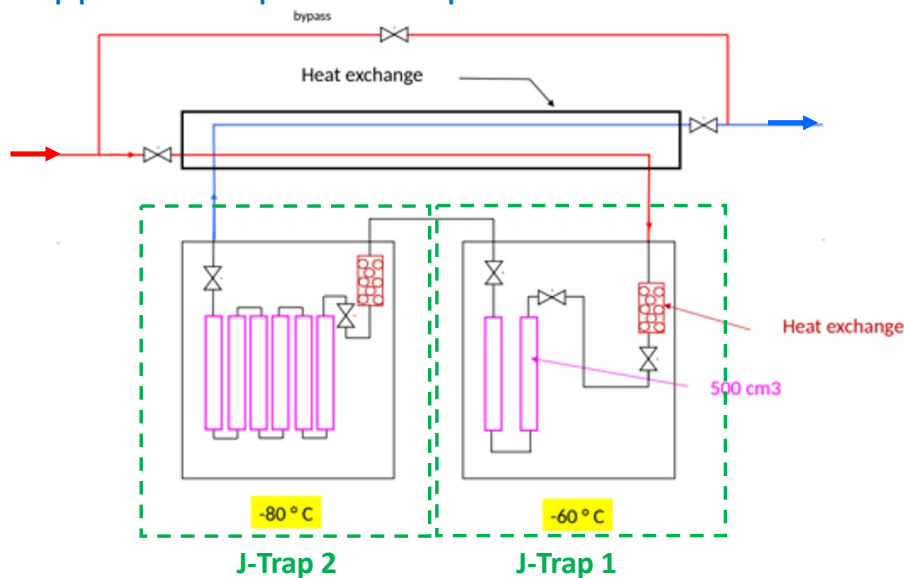 bypass
Heat exchange
Heat exchange
500 cm3
-80 ° C
-60 ° C
J-Trap 2
J-Trap 1